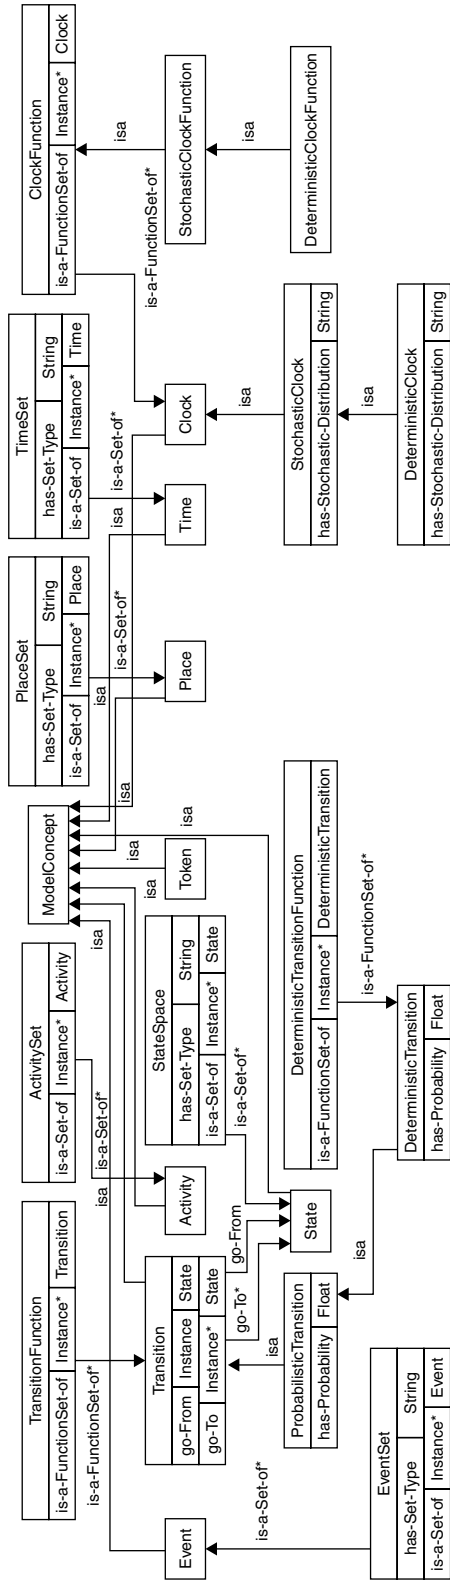 TransitionFunction
is-a-FunctionSet-of Instance* Transition
ActivitySet
is-a-Set-of Instance* Activity
ModelConcept
PlaceSet
has-Set-Type String
is-a-Set-of Instance* Place
TimeSet
has-Set-Type String
is-a-Set-of Instance* Time
ClockFunction
is-a-FunctionSet-of Instance* Clock
is-a-FunctionSet-of*
isa
is-a-Set-of*
isa
isa
isa
is-a-Set-of*
isa
is-a-Set-of*
is-a-FunctionSet-of*
isa
Event
Transition
go-From Instance State
go-To Instance* State
Activity
StateSpace
has-Set-Type String
is-a-Set-of Instance* State
isa
isa
Token
isa
Place
Time
Clock
StochasticClockFunction
is-a-Set-of*
isa
go-To*
go-From
is-a-Set-of*
isa
isa
ProbabilisticTransition
has-Probability Float
State
DeterministicTransitionFunction
is-a-FunctionSet-of Instance* DeterministicTransition
StochasticClock
has-Stochastic-Distribution String
DeterministicClockFunction
isa
is-a-FunctionSet-of*
isa
EventSet
has-Set-Type String
is-a-Set-of Instance* Event
DeterministicTransition
has-Probability Float
DeterministicClock
has-Stochastic-Distribution String